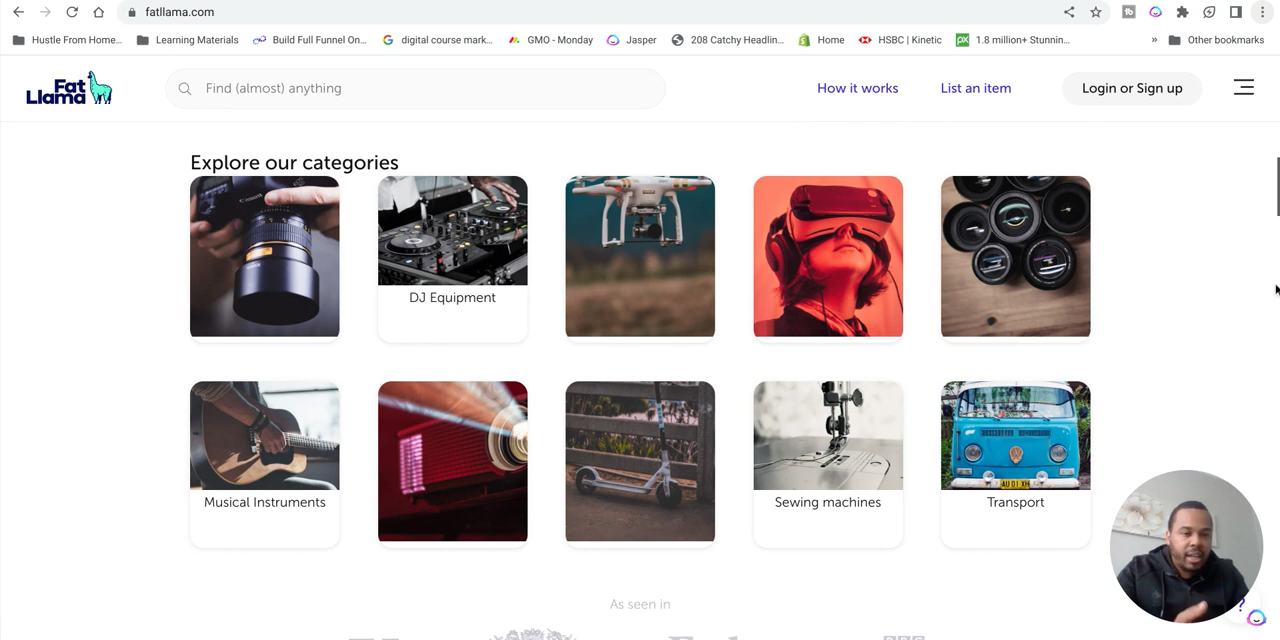 fatllama.com
Hustle From Home...
Learning Materials
Build Full Funnel On...
digital course mark...
GMO - Monday
Jasper
208 Catchy Headlin...
Home
HSBC | Kinetic
1.8 million+ Stunnin...
»
Other bookmarks
Fat
Llama
Find (almost) anything
How it works
List an item
Login or Sign up
Explore our categories
Canon
DJ Equipment
Musical Instruments
Sewing machines
Transport
As seen in
?